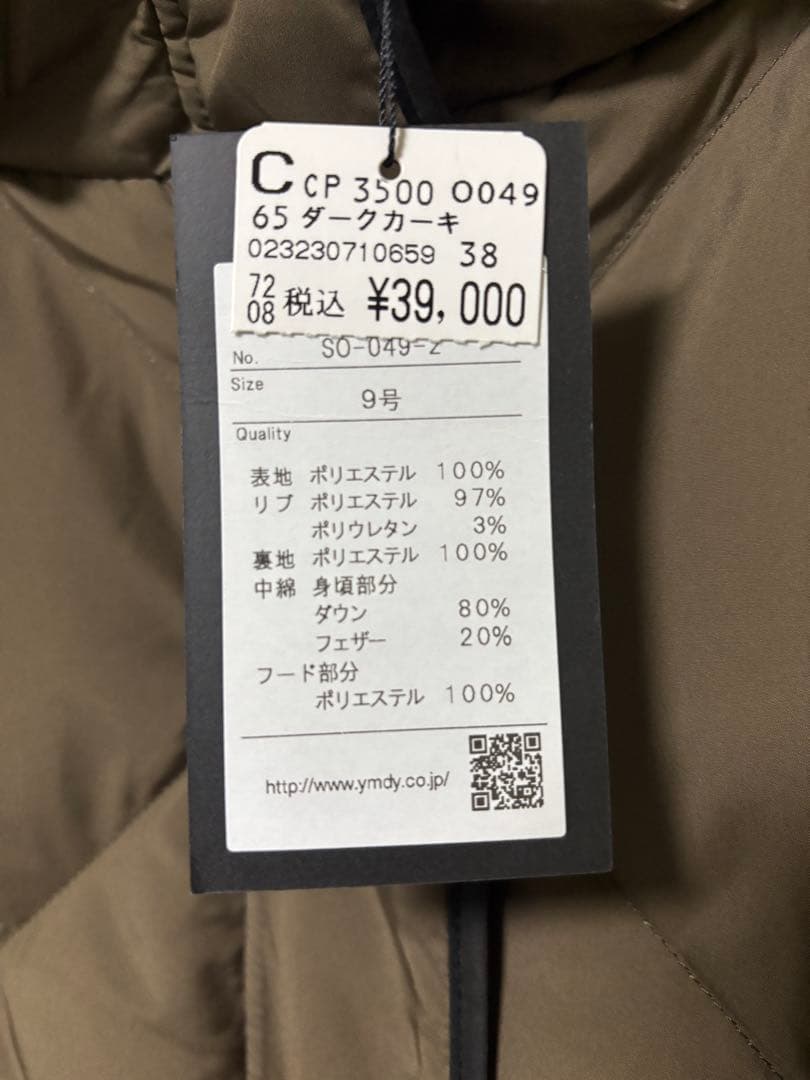 C CP 3500 0049
65 ダークカーキ
023230710659 38
72
08 税込 ¥39,000
No. SO-049-2
Size
9号
Quality
表地 ポリエステル 100%
リブ ポリエステル 97%
ポリウレタン 3%
裏地 ポリエステル 100%
中綿 身頃部分
ダウン 80%
フェザー 20%
フード部分
ポリエステル 100%
http://www.ymdy.co.jp/